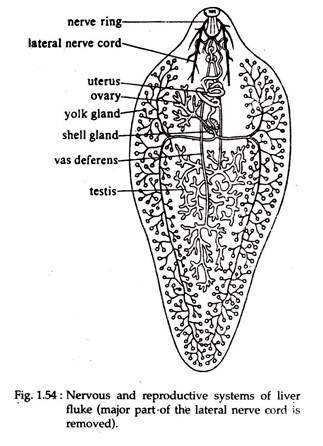 nerve ring
lateral nerve cord
uterus
ovary
yolk gland
shell gland
vas deferens
testis
Fig. 1.54 : Nervous and reproductive systems of liver
fluke (major part of the lateral nerve cord is
removed).